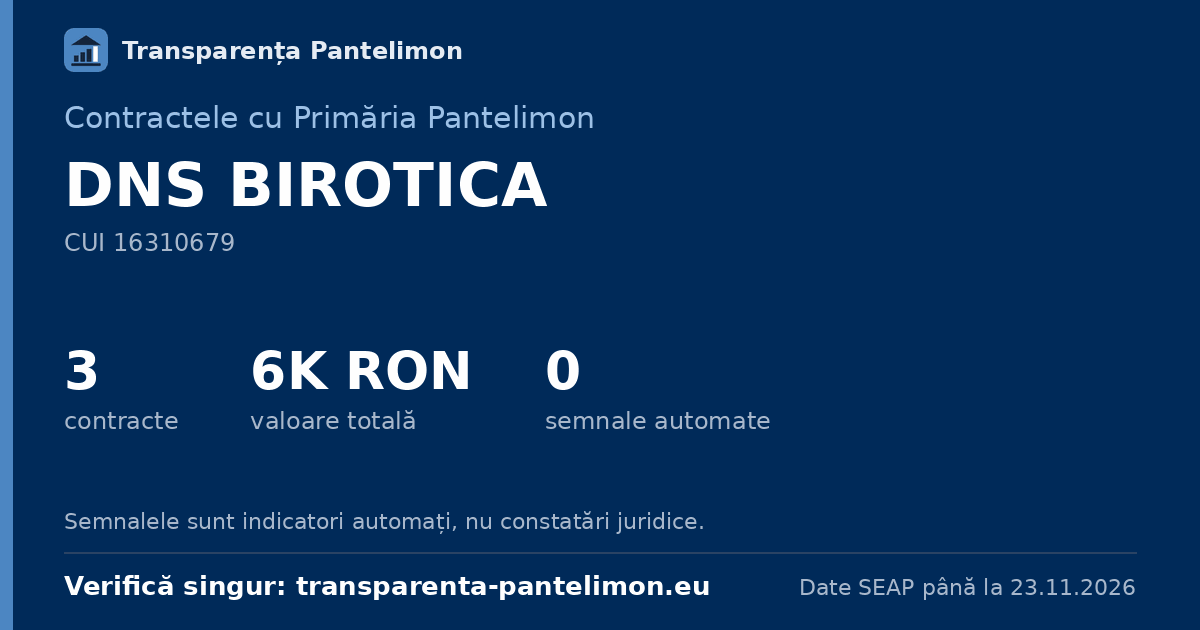 Transparența Pantelimon
Contractele cu Primăria Pantelimon
DNS BIROTICA
CUI 16310679
3 6K RON 0
contracte valoare totală semnale automate
Semnalele sunt indicatori automați, nu constatări juridice.
Verifică singur: transparenta-pantelimon.eu Date SEAP până la 23.11.2026